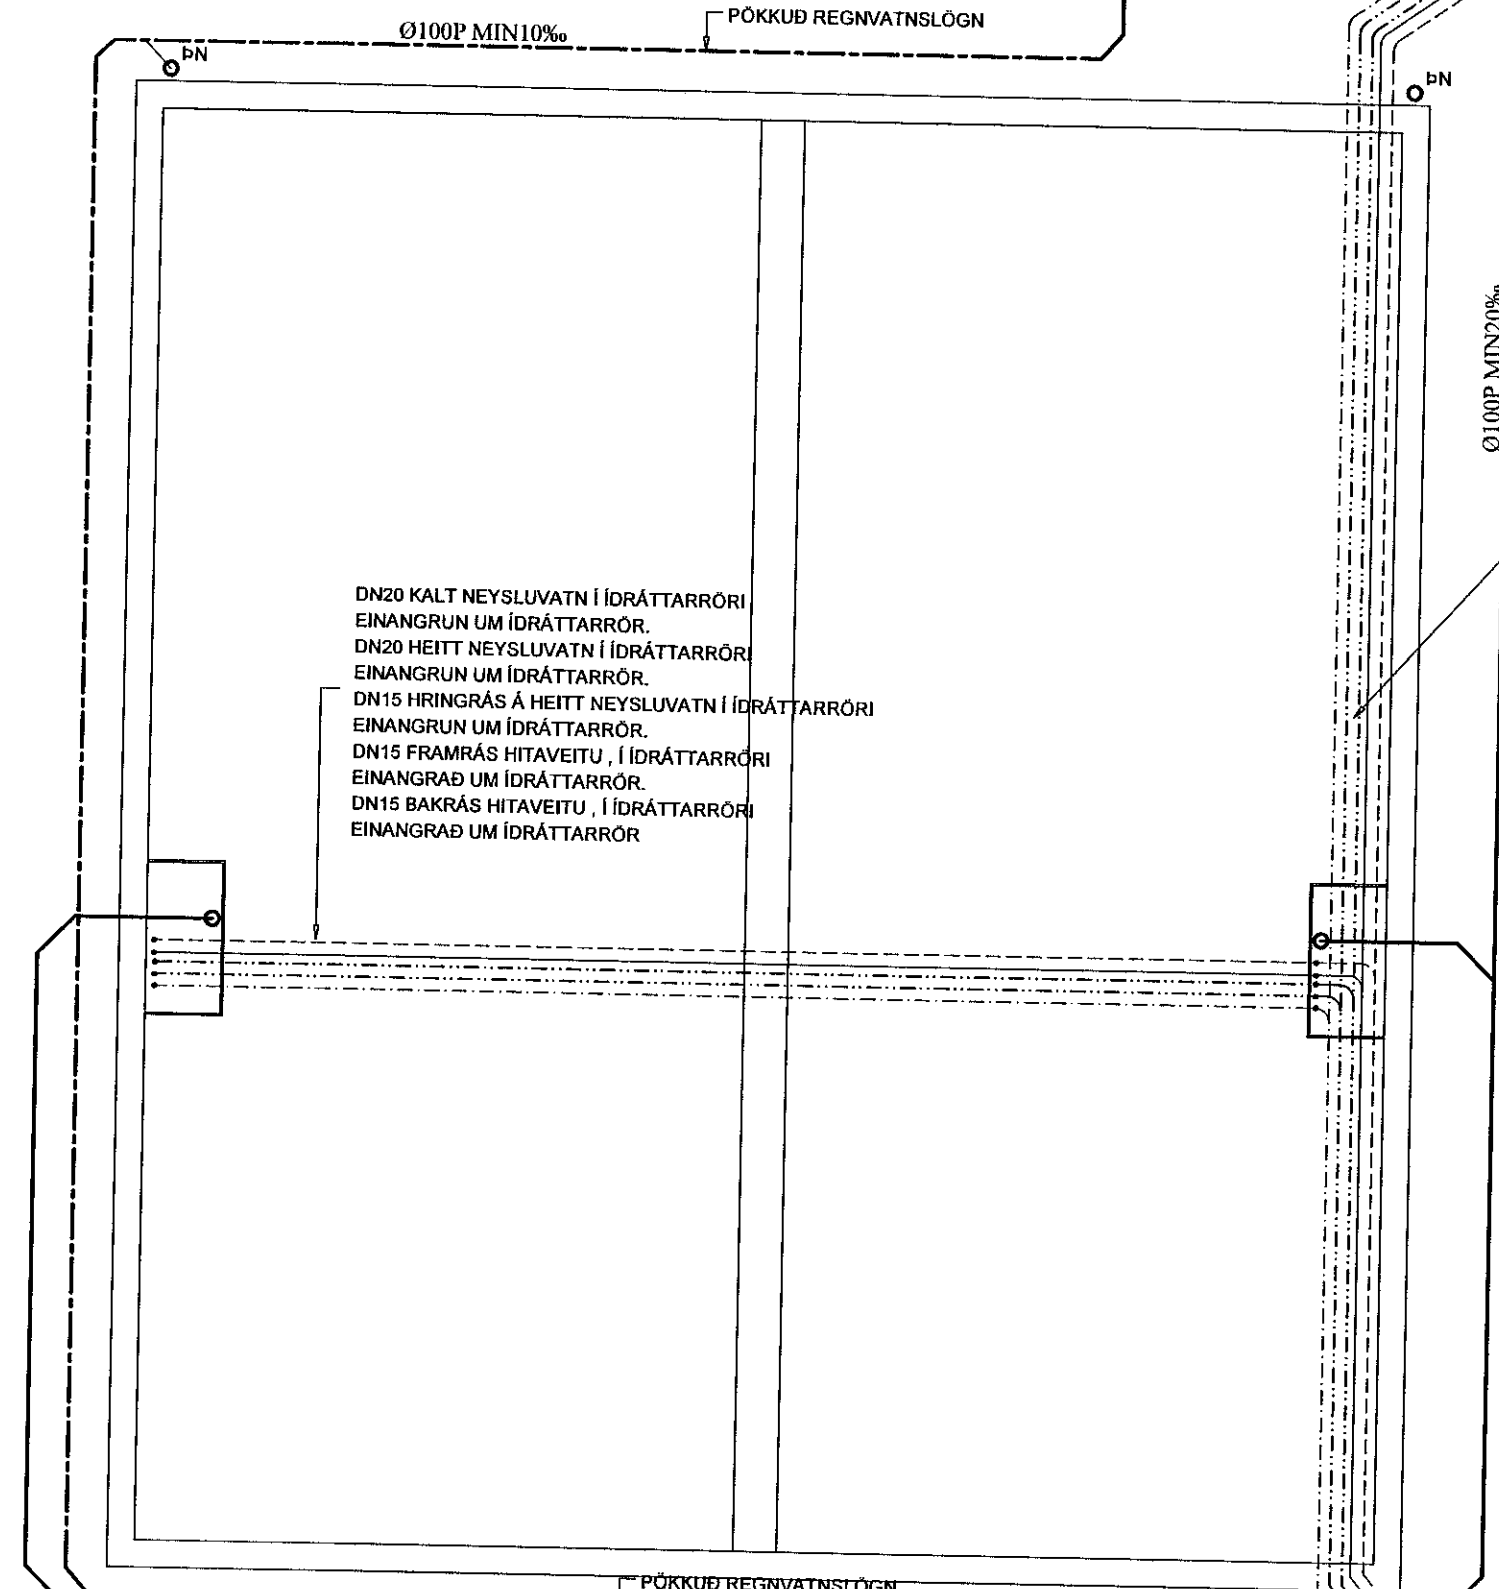 PÖKKUÐ REGNVATNSLÖGN
Ø100P MIN10‰
ÞN
ÞN
Ø100P MIN20‰
DN20 KALT NEYSLUVATN Í ÍDRÁTTARRÖRI
EINANGRUN UM ÍDRÁTTARRÖR.
DN20 HEITT NEYSLUVATN Í ÍDRÁTTARRÖRI
EINANGRUN UM ÍDRÁTTARRÖR.
DN15 HRINGRÁS Á HEITT NEYSLUVATN Í ÍDRÁTTARRÖRI
EINANGRUN UM ÍDRÁTTARRÖR.
DN15 FRAMRÁS HITAVEITU , Í ÍDRÁTTARRÖRI
EINANGRAÐ UM ÍDRÁTTARRÖR.
DN15 BAKRÁS HITAVEITU , Í ÍDRÁTTARRÖRI
EINANGRAÐ UM ÍDRÁTTARRÖR
PÖKKUÐ REGNVATNSLÖGN